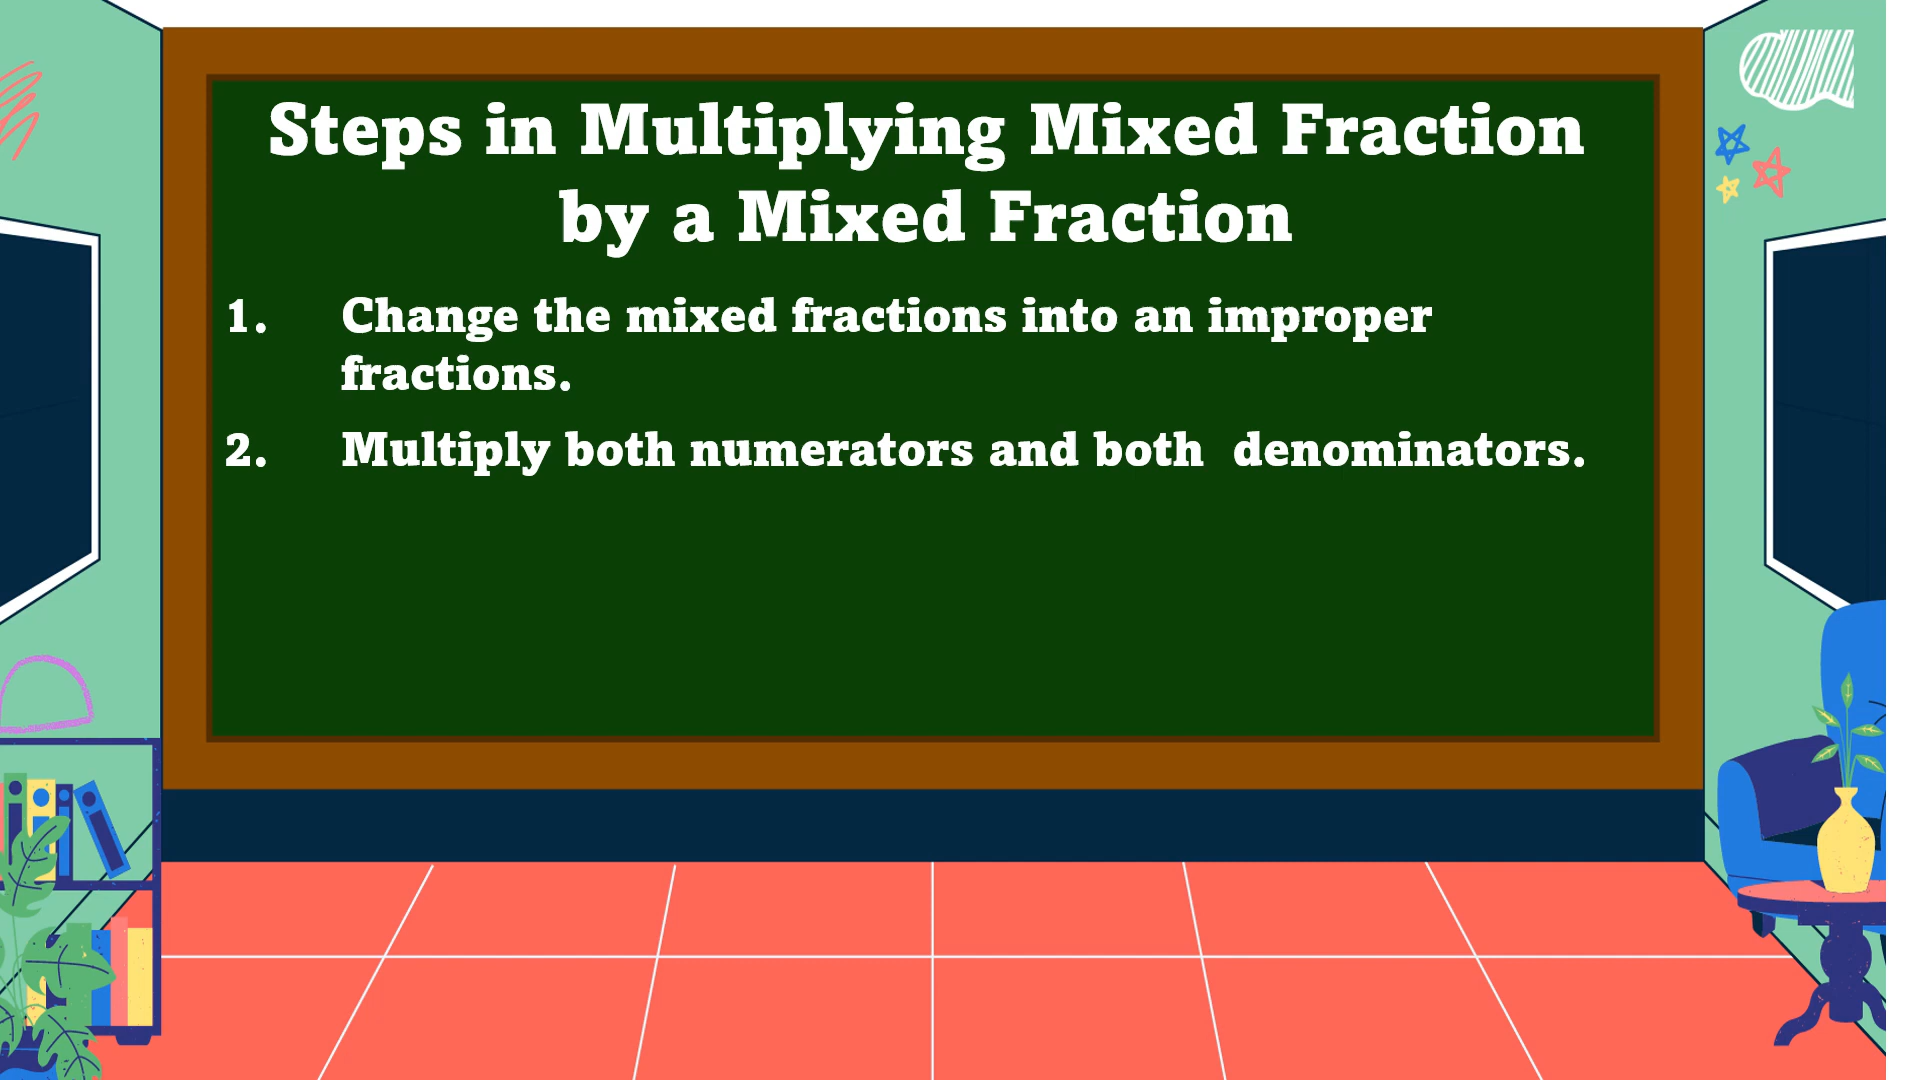 Steps in Multiplying Mixed Fraction
by a Mixed Fraction
1. Change the mixed fractions into an improper
fractions.
2. Multiply both numerators and both  denominators.